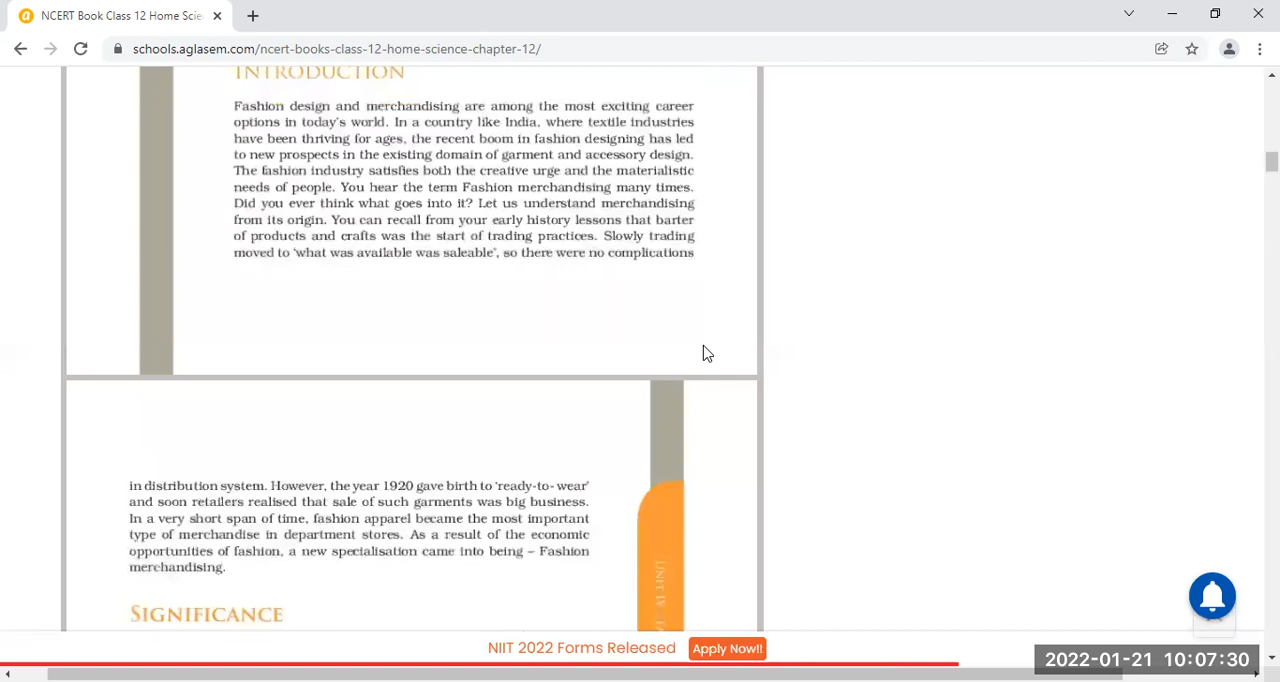 NCERT Book Class 12 Home Scie
schools.aglasem.com/ncert-books-class-12-home-science-chapter-12/
INTRODUCTION
Fashion design and merchandising are among the most exciting career
options in today's world. In a country like India, where textile industries
have been thriving for ages, the recent boom in fashion designing has led
to new prospects in the existing domain of garment and accessory design.
The fashion industry satisfies both the creative urge and the materialistic
needs of people. You hear the term Fashion merchandising many times.
Did you ever think what goes into it? Let us understand merchandising
from its origin. You can recall from your early history lessons that barter
of products and crafts was the start of trading practices. Slowly trading
moved to 'what was available was saleable', so there were no complications
in distribution system. However, the year 1920 gave birth to 'ready-to- wear'
and soon retailers realised that sale of such garments was big business.
In a very short span of time, fashion apparel became the most important
type of merchandise in department stores. As a result of the economic
opportunities of fashion, a new specialisation came into being – Fashion
merchandising.
SIGNIFICANCE
UNIT IV
NIIT 2022 Forms Released Apply Now!!
2022-01-21 10:07:30